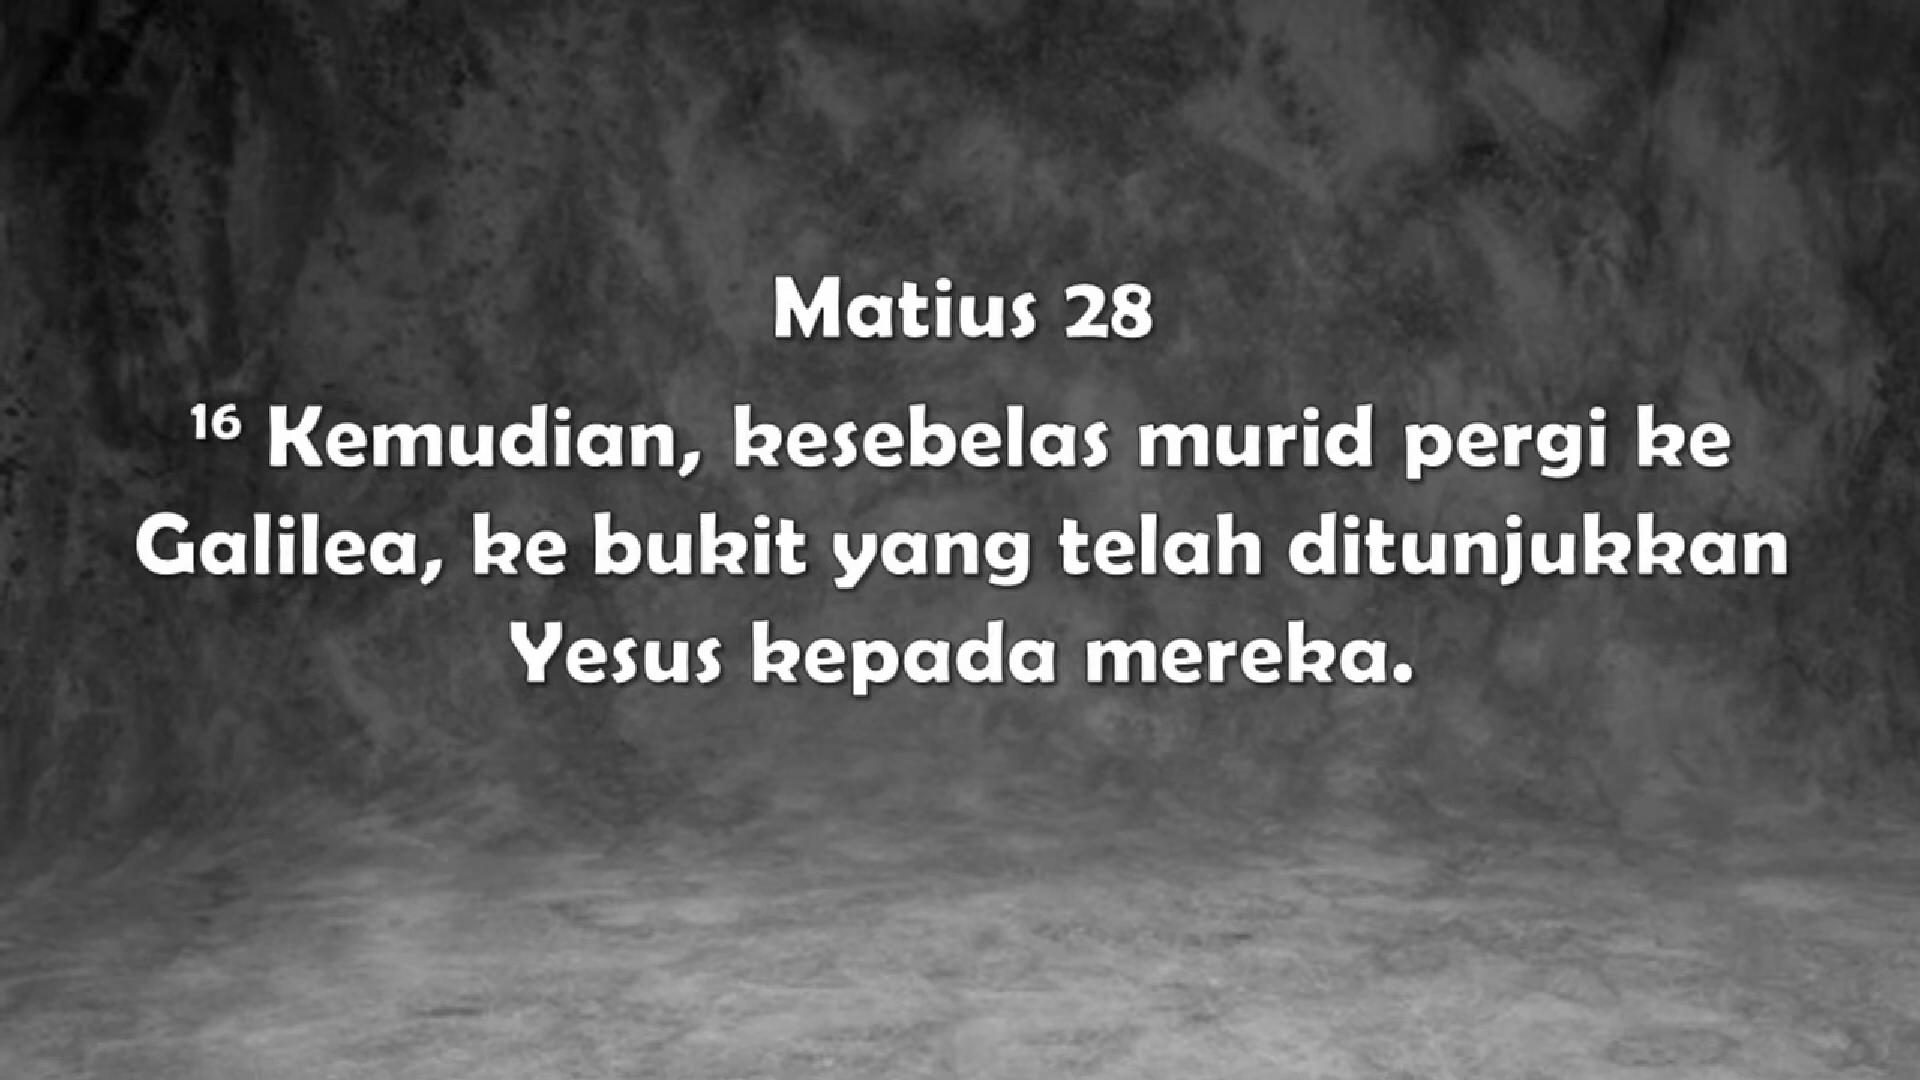 Matius 28
16 Kemudian, kesebelas murid pergi ke
Galilea, ke bukit yang telah ditunjukkan
Yesus kepada mereka.